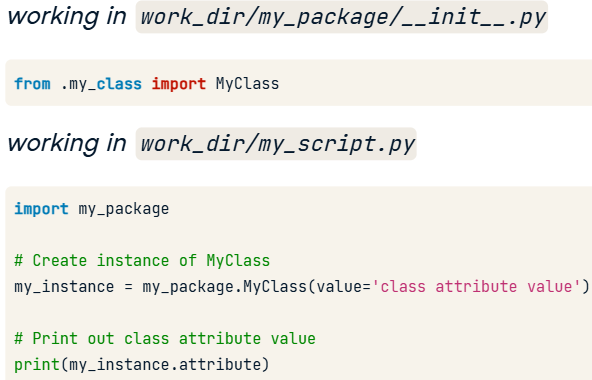 working in work_dir/my_package/__init__.py
from .my_class import MyClass
working in work_dir/my_script.py
import my_package
# Create instance of MyClass
my_instance = my_package.MyClass(value='class attribute value')
# Print out class attribute value
print(my_instance.attribute)